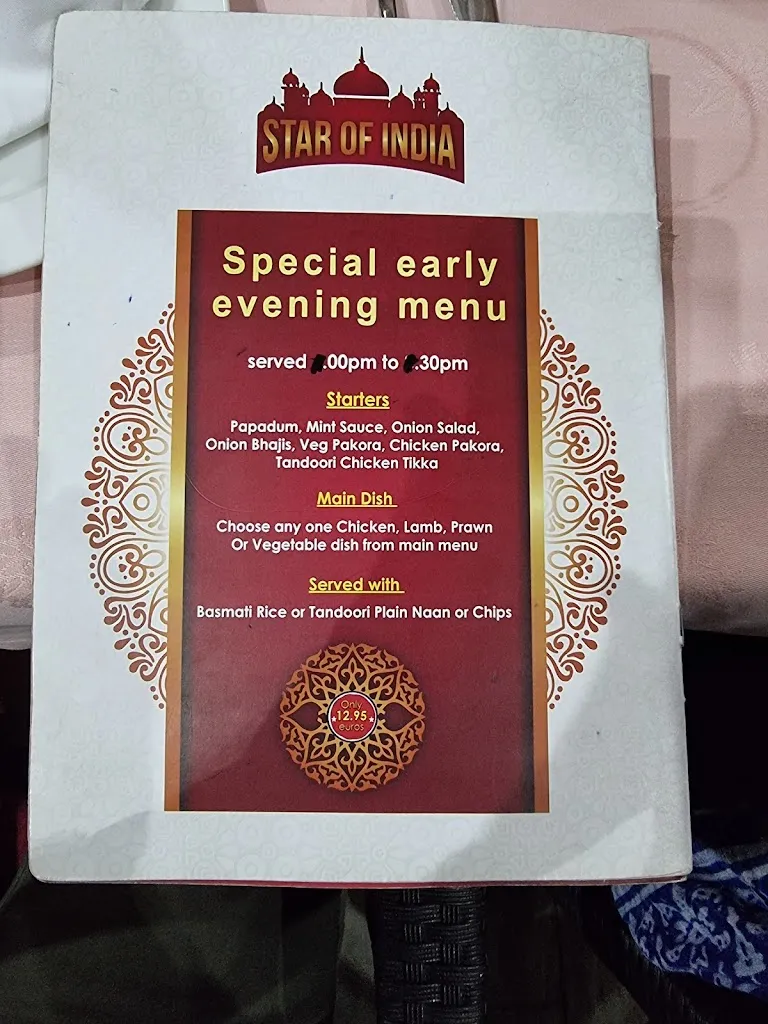 STAR OF INDIA
Special early
evening menu
served .00pm to .30pm
Starters
Papadum, Mint Sauce, Onion Salad,
Onion Bhajis, Veg Pakora, Chicken Pakora,
Tandoori Chicken Tikka
Main Dish
Choose any one Chicken, Lamb, Prawn
Or Vegetable dish from main menu
Served with
Basmati Rice or Tandoori Plain Naan or Chips
Only
12.95
euros